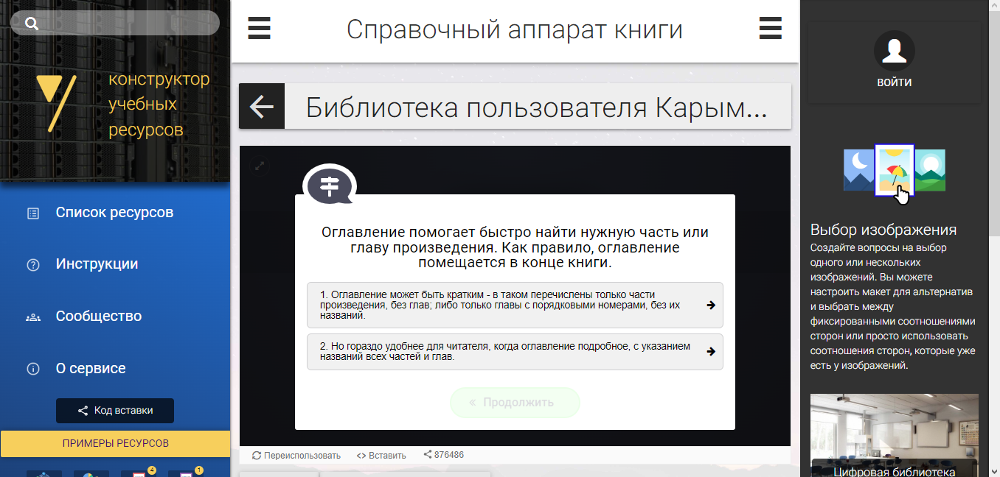 конструктор
учебных
ресурсов
Список ресурсов
Инструкции
Сообщество
О сервисе
Код вставки
ПРИМЕРЫ РЕСУРСОВ
4
1
Справочный аппарат книги
Библиотека пользователя Карым...
Оглавление помогает быстро найти нужную часть или
главу произведения. Как правило, оглавление
помещается в конце книги.
1. Оглавление может быть кратким - в таком перечислены только части
произведения, без глав; либо только главы с порядковыми номерами, без их
названий.
2. Но гораздо удобнее для читателя, когда оглавление подробное, с указанием
названий всех частей и глав.
« Продолжить
Переиспользовать
<> Вставить
876486
ВОЙТИ
Выбор изображения
Создайте вопросы на выбор
одного или нескольких
изображений. Вы можете
настроить макет для альтернатив
и выбрать между
фиксированными соотношениями
сторон или просто использовать
соотношения сторон, которые уже
есть у изображений.
Цифровая библиотека